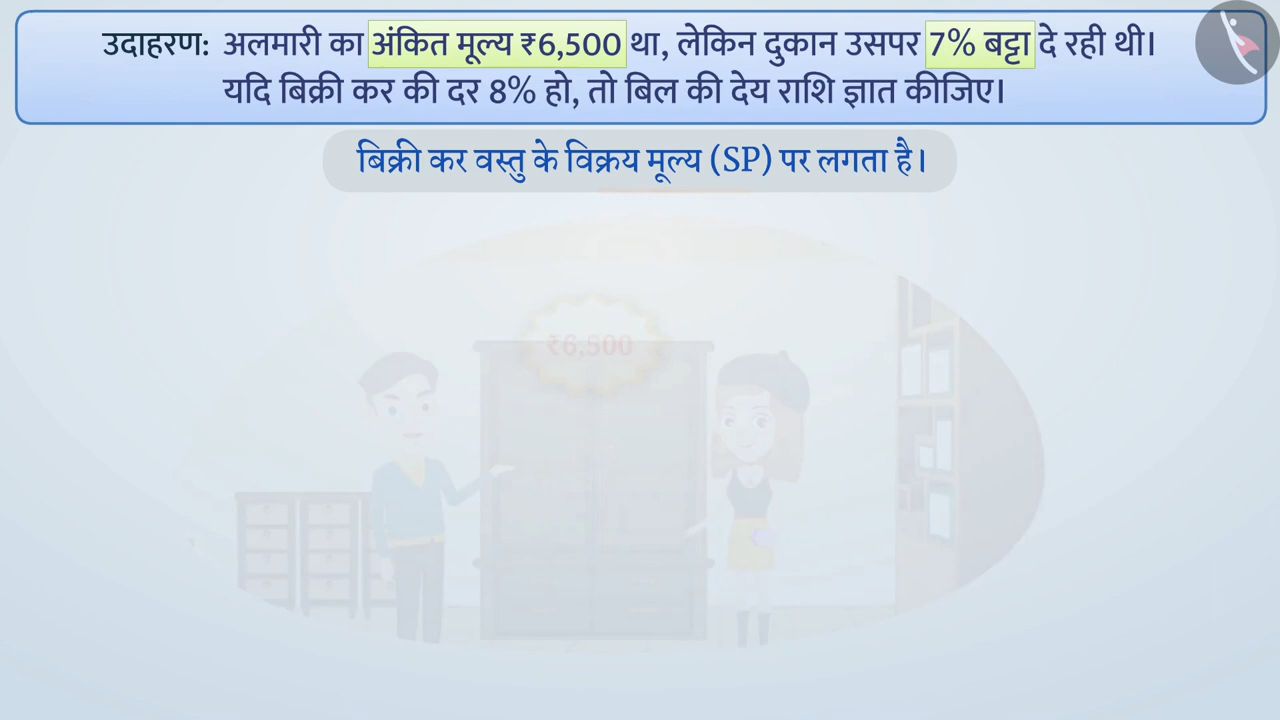 उदाहरण: अलमारी का अंकित मूल्य ₹6,500 था, लेकिन दुकान उसपर 7% बट्टा दे रही थी।
यदि बिक्री कर की दर 8% हो, तो बिल की देय राशि ज्ञात कीजिए।
बिक्री कर वस्तु के विक्रय मूल्य (SP) पर लगता है।
₹6,500